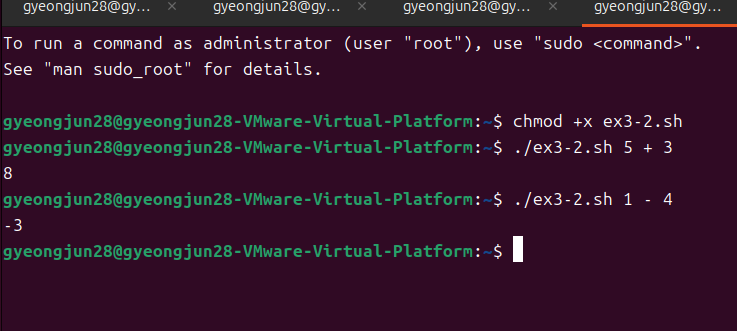 gyeongjun28@gy... × gyeongjun28@gy... × gyeongjun28@gy... × gyeongjun28@gy...
To run a command as administrator (user "root"), use "sudo <command>".
See "man sudo_root" for details.
gyeongjun28@gyeongjun28-VMware-Virtual-Platform:~$ chmod +x ex3-2.sh
gyeongjun28@gyeongjun28-VMware-Virtual-Platform:~$ ./ex3-2.sh 5 + 3
8
gyeongjun28@gyeongjun28-VMware-Virtual-Platform:~$ ./ex3-2.sh 1 - 4
-3
gyeongjun28@gyeongjun28-VMware-Virtual-Platform:~$